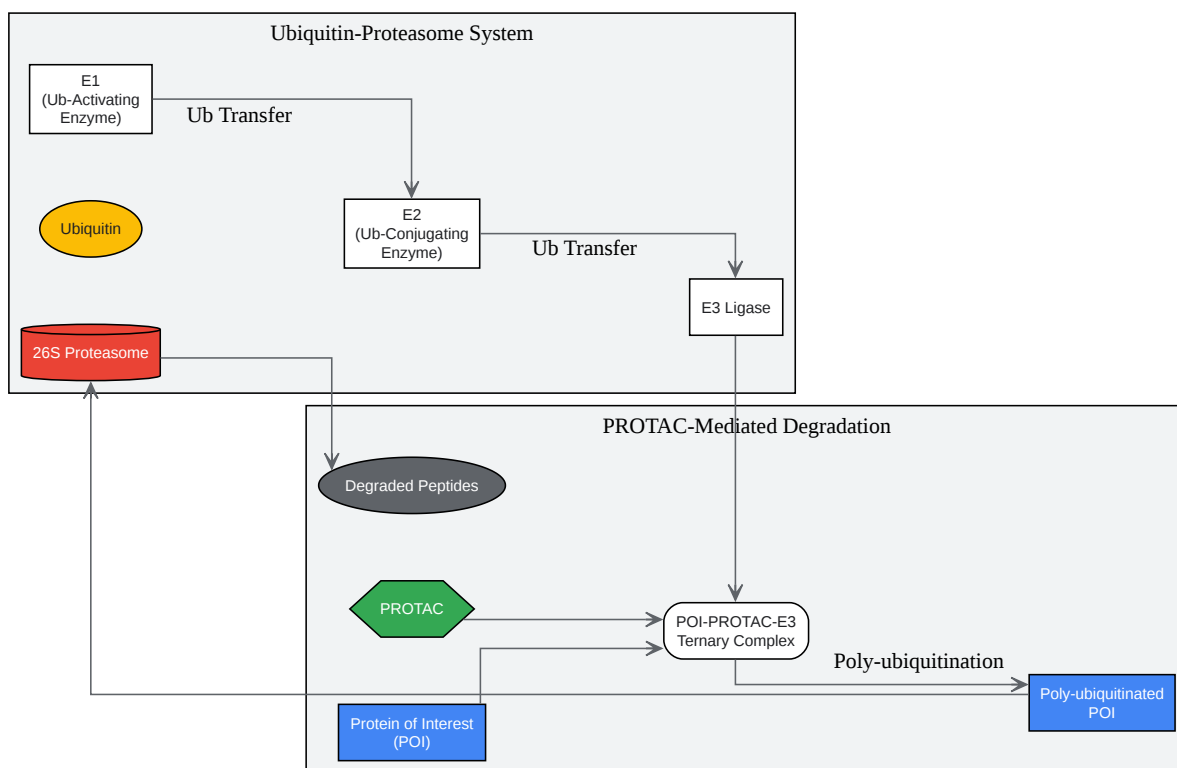 Ubiquitin-Proteasome System
E1
(Ub-Activating
Enzyme)
Ub Transfer
Ubiquitin
E2
(Ub-Conjugating
Enzyme)
Ub Transfer
E3 Ligase
26S Proteasome
PROTAC-Mediated Degradation
Degraded Peptides
PROTAC
POI-PROTAC-E3
Ternary Complex
Poly-ubiquitination
Poly-ubiquitinated
POI
Protein of Interest
(POI)